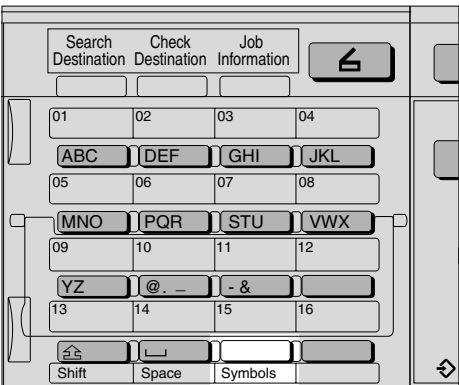 Search Check Job
Destination Destination Information
01 02 03 04
ABC DEF GHI JKL
05 06 07 08
MNO PQR STU VWX
09 10 11 12
YZ @. _ - &
13 14 15 16
Shift Space Symbols